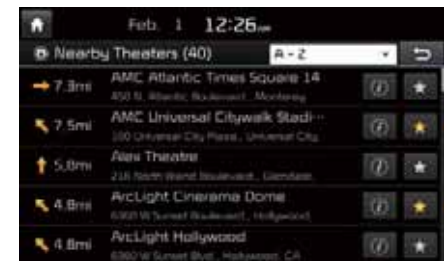 Feb. 1 12:26
Nearby Theaters (40) A - Z
7.3mi AMC Atlantic Times Square 14
450 N. Atlantic Boulevard, Monterey
7.5mi AMC Universal Citywalk Stadi...
100 Universal City Plaza, Universal City
5.0mi Alex Theatre
216 North Brand Boulevard, Glendale,
4.8mi ArcLight Cinerama Dome
6360 W Sunset Boulevard, Hollywood
4.8mi ArcLight Hollywood
6360 W Sunset Blvd., Hollywood, CA